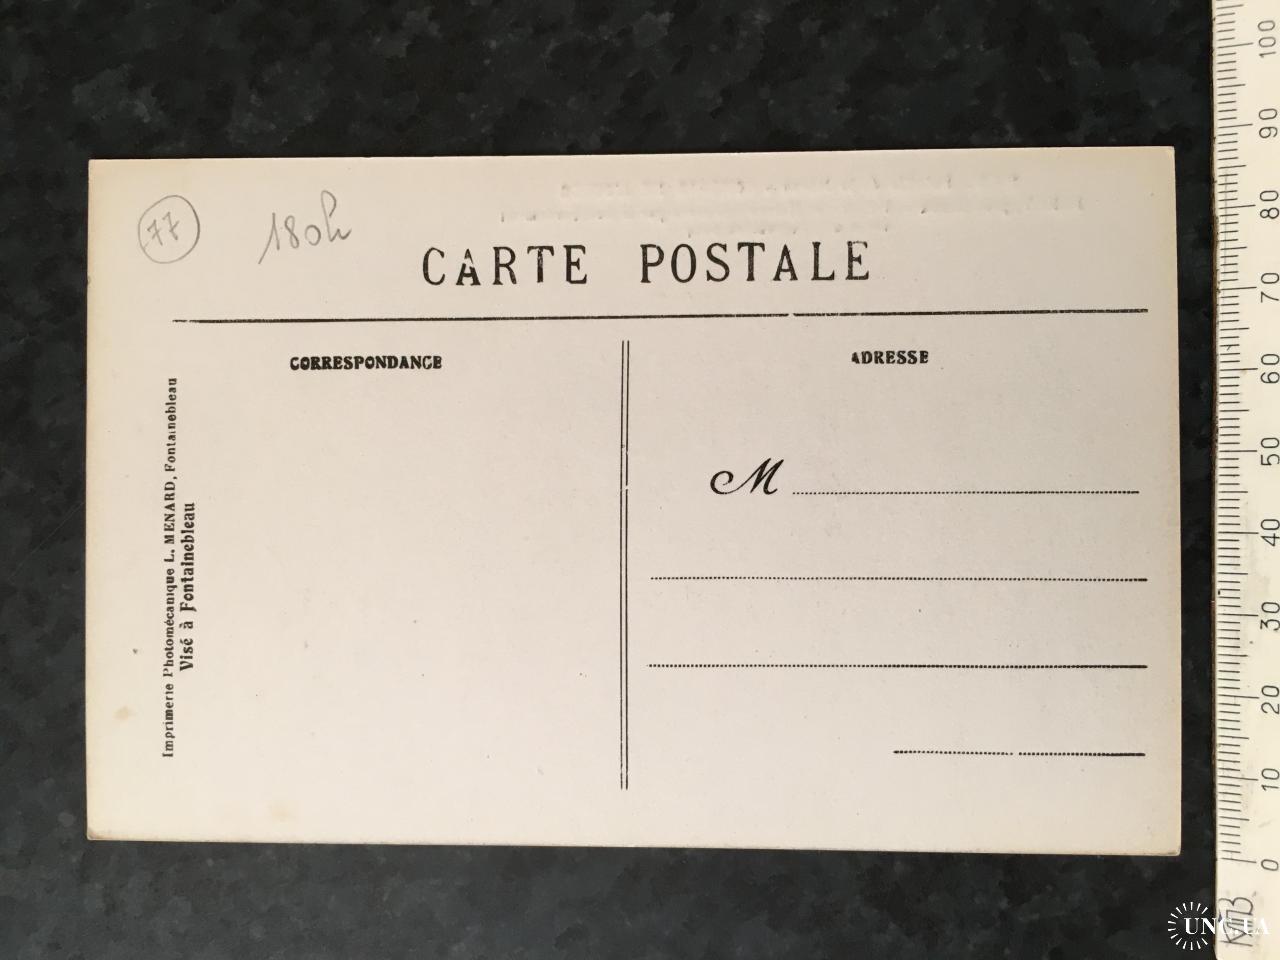 77
CARTE POSTALE
CORRESPONDANCE
ADRESSE
M
Imprimerie Photomécanique L. MENARD, Fontainebleau
Visé à Fontainebleau
100
90
80
70
60
50
40
30
20
10
0
UNC.UA